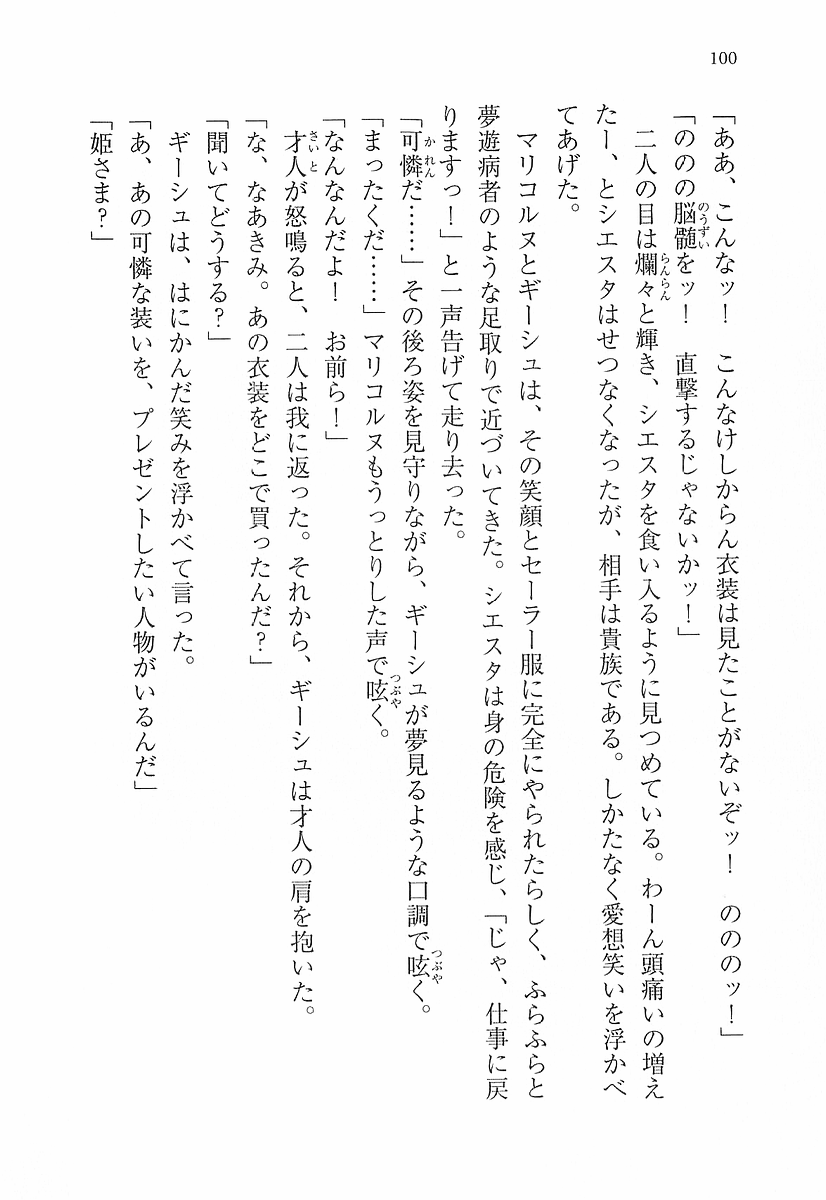 100
「ああ、こんなッ!　こんなけしからん衣装は見たことがないぞッ!　のののッ!」
「ののの脳髄をッ!　直撃するじゃないかッ!」
　二人の目は爛々と輝き、シエスタを食い入るように見つめている。わーん頭痛いの増え
たー、とシエスタはせつなくなったが、相手は貴族である。しかたなく愛想笑いを浮かべ
てあげた。
　マリコルヌとギーシュは、その笑顔とセーラー服に完全にやられたらしく、ふらふらと
夢遊病者のような足取りで近づいてきた。シエスタは身の危険を感じ、「じゃ、仕事に戻
りますっ!」と一声告げて走り去った。
「可憐だ……」その後ろ姿を見守りながら、ギーシュが夢見るような口調で呟く。
「まったくだ……」マリコルヌもうっとりした声で呟く。
「なんなんだよ!　お前ら!」
　才人が怒鳴ると、二人は我に返った。それから、ギーシュは才人の肩を抱いた。
「な、なあきみ。あの衣装をどこで買ったんだ?」
「聞いてどうする?」
　ギーシュは、はにかんだ笑みを浮かべて言った。
「あ、あの可憐な装いを、プレゼントしたい人物がいるんだ」
「姫さま?」